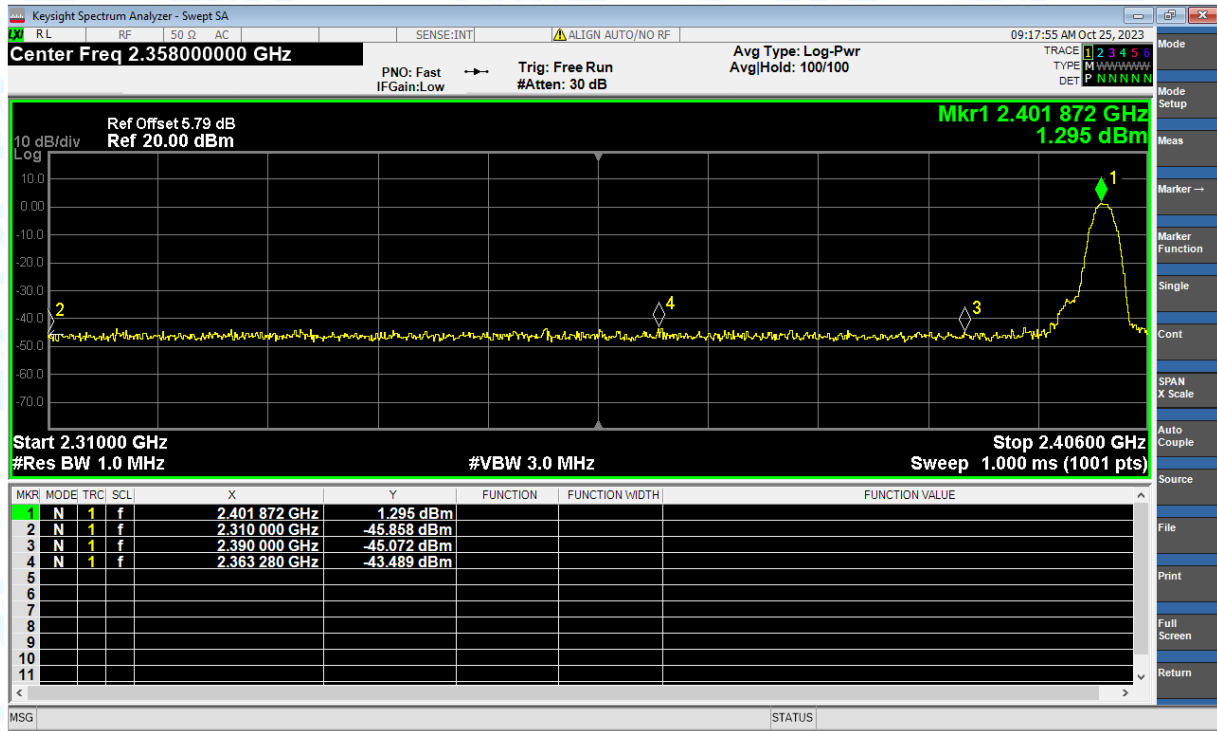 Keysight Spectrum Analyzer - Swept SA
LXI RL RF 50 Ω AC SENSE:INT ALIGN AUTO/NO RF 09:17:55 AM Oct 25, 2023
Center Freq 2.358000000 GHz
PNO: Fast
IFGain:Low
Trig: Free Run
#Atten: 30 dB
Avg Type: Log-Pwr
Avg|Hold: 100/100
TRACE 1 2 3 4 5 6
TYPE M WWWWW
DET P N N N N N
Ref Offset 5.79 dB
10 dB/div Ref 20.00 dBm
Log
Mkr1 2.401 872 GHz
1.295 dBm
10.0
0.00
-10.0
-20.0
-30.0
-40.0
-50.0
-60.0
-70.0
1
2
4
3
Start 2.31000 GHz Stop 2.40600 GHz
#Res BW 1.0 MHz #VBW 3.0 MHz Sweep 1.000 ms (1001 pts)
MKR MODE TRC SCL X Y FUNCTION FUNCTION WIDTH FUNCTION VALUE
1 N 1 f 2.401 872 GHz 1.295 dBm
2 N 1 f 2.310 000 GHz -45.858 dBm
3 N 1 f 2.390 000 GHz -45.072 dBm
4 N 1 f 2.363 280 GHz -43.489 dBm
5
6
7
8
9
10
11
MSG STATUS
Mode
Mode
Setup
Meas
Marker →
Marker
Function
Single
Cont
SPAN
X Scale
Auto
Couple
Source
File
Print
Full
Screen
Return